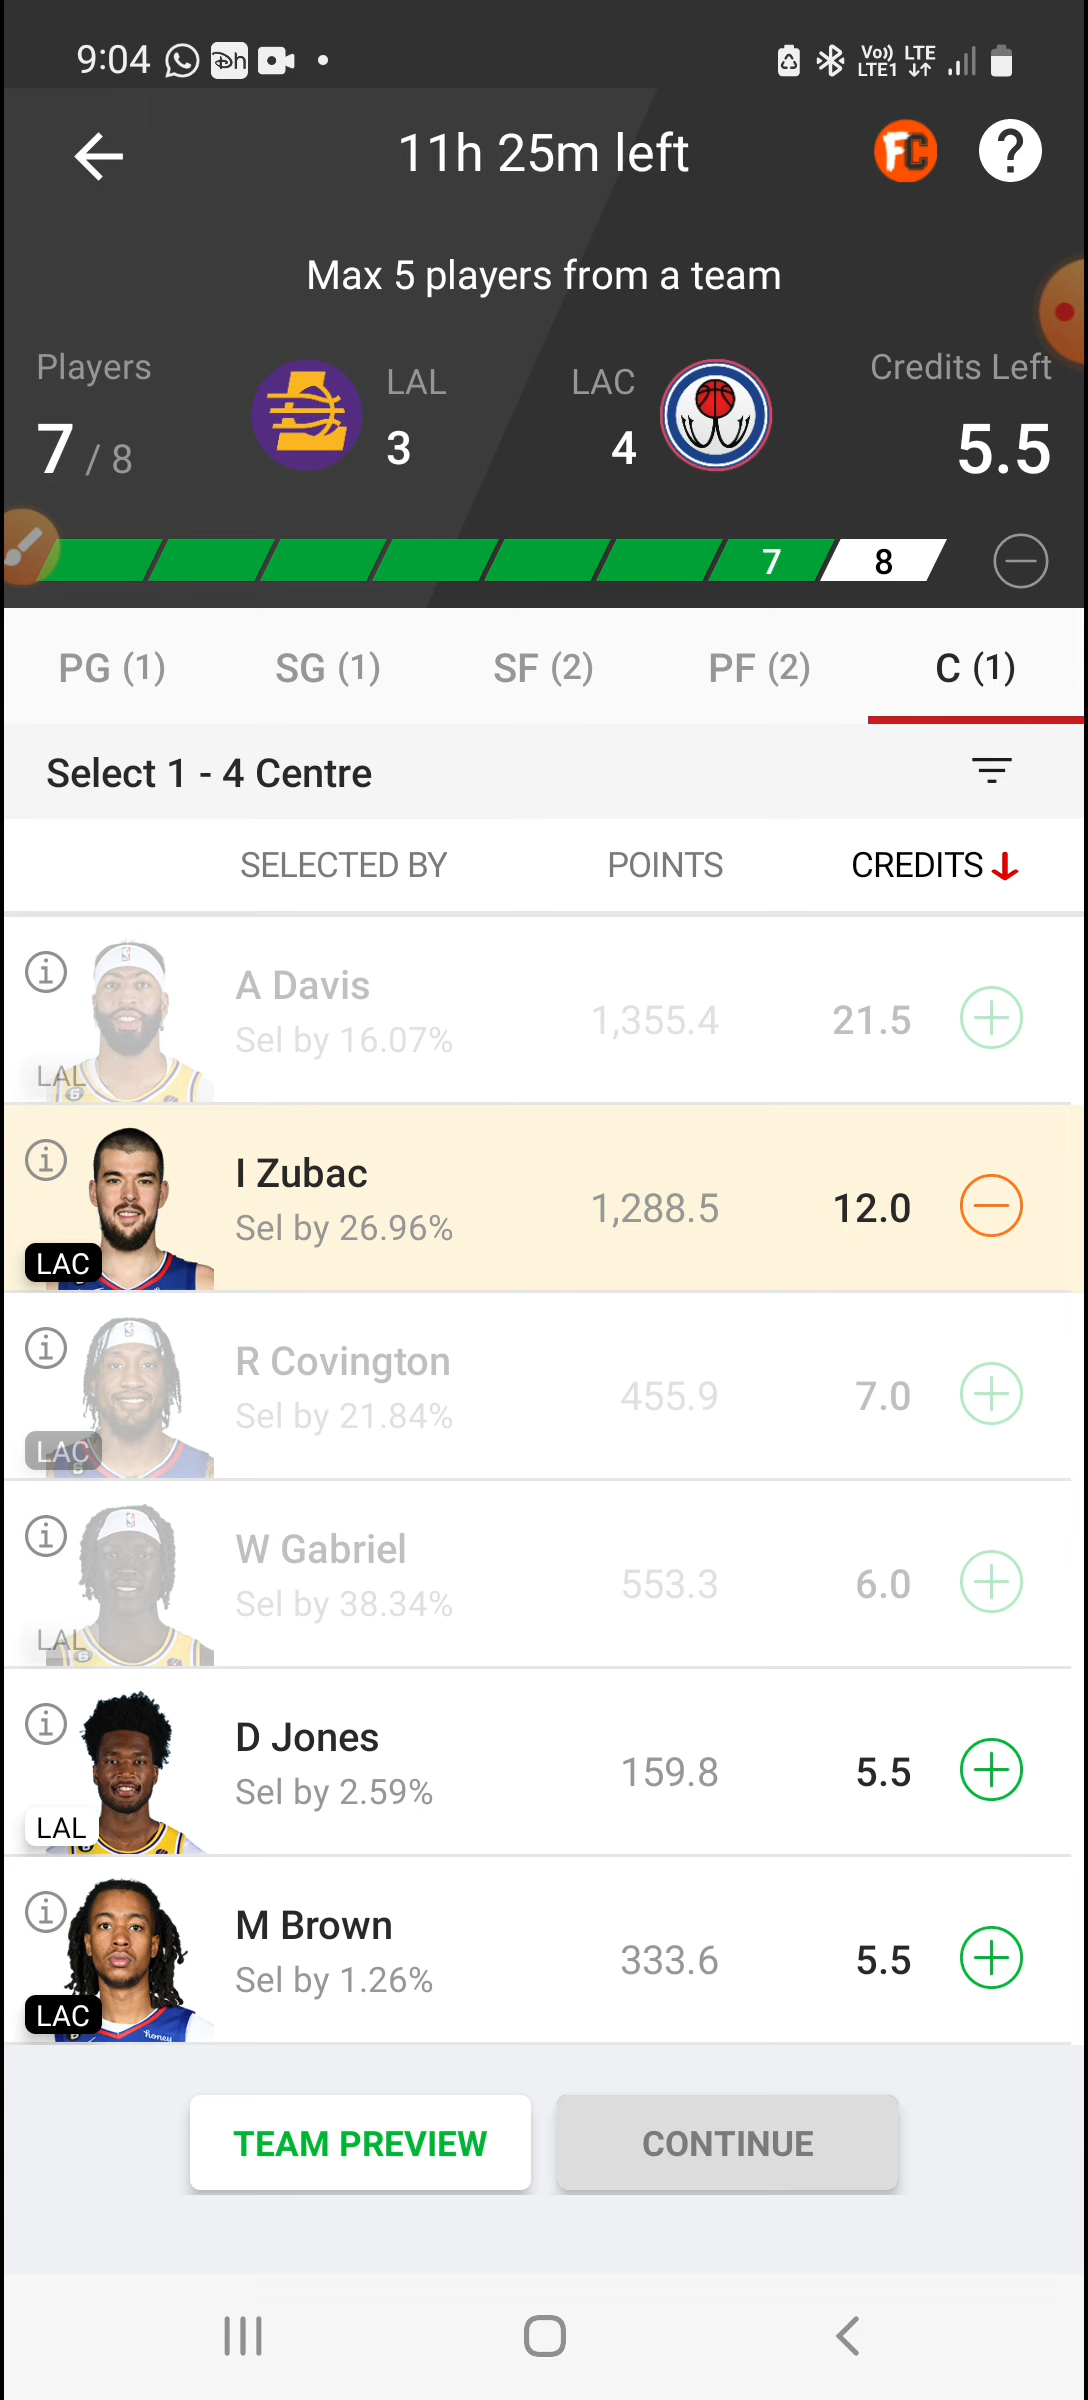 9:04
Vo)) LTE
LTE1
11h 25m left
FC
?
Max 5 players from a team
Players
LAL
LAC
Credits Left
7 / 8
3
4
5.5
7
8
PG (1)
SG (1)
SF (2)
PF (2)
C (1)
Select 1 - 4 Centre
SELECTED BY
POINTS
CREDITS
A Davis
Sel by 16.07%
1,355.4
21.5
LAL
I Zubac
Sel by 26.96%
1,288.5
12.0
LAC
R Covington
Sel by 21.84%
455.9
7.0
LAC
W Gabriel
Sel by 38.34%
553.3
6.0
LAL
D Jones
Sel by 2.59%
159.8
5.5
LAL
M Brown
Sel by 1.26%
333.6
5.5
LAC
honey
TEAM PREVIEW
CONTINUE